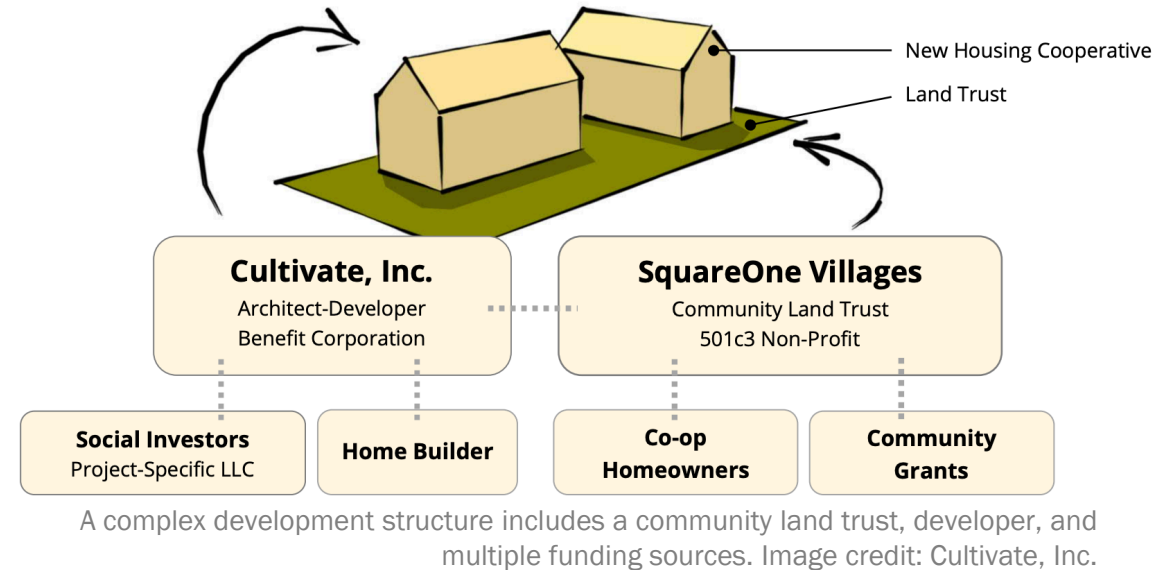 New Housing Cooperative
Land Trust
Cultivate, Inc.
Architect-Developer
Benefit Corporation
SquareOne Villages
Community Land Trust
501c3 Non-Profit
Social Investors
Project-Specific LLC
Home Builder
Co-op
Homeowners
Community
Grants
A complex development structure includes a community land trust, developer, and
multiple funding sources. Image credit: Cultivate, Inc.